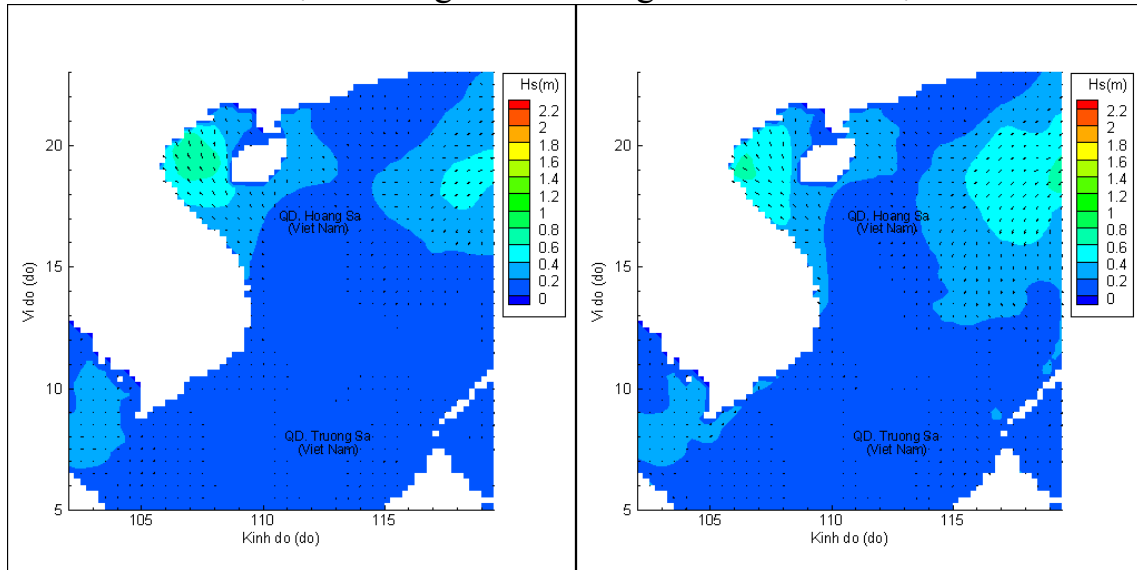 Hs(m)
2.2
2
1.8
1.6
1.4
1.2
1
0.8
0.6
0.4
0.2
0
20
15
10
5
105
110
115
Vi do (do)
Kinh do (do)
QD. Hoang Sa
(Viet Nam)
QD. Truong Sa
(Viet Nam)
Hs(m)
2.2
2
1.8
1.6
1.4
1.2
1
0.8
0.6
0.4
0.2
0
20
15
10
5
105
110
115
Vi do (do)
Kinh do (do)
QD. Hoang Sa
(Viet Nam)
QD. Truong Sa
(Viet Nam)